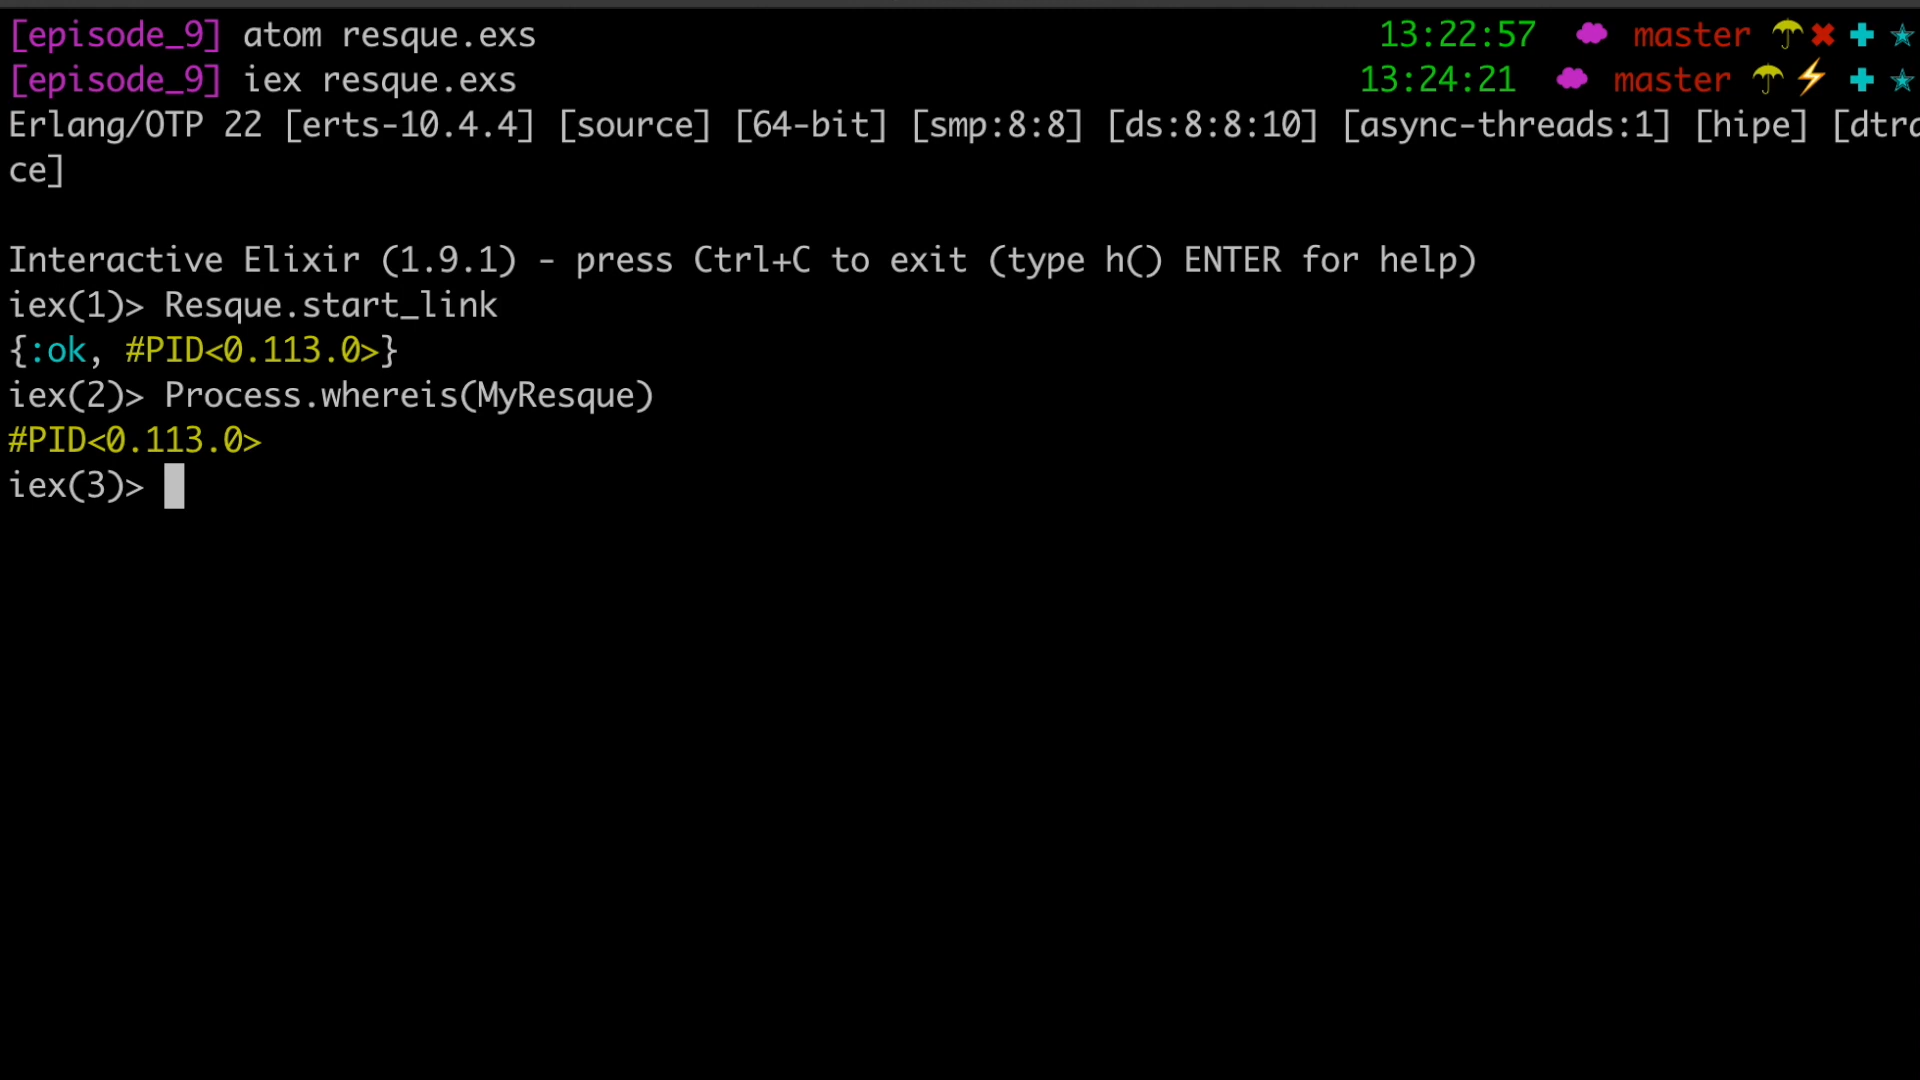 [episode_9] atom resque.exs 13:22:57 master
[episode_9] iex resque.exs 13:24:21 master
Erlang/OTP 22 [erts-10.4.4] [source] [64-bit] [smp:8:8] [ds:8:8:10] [async-threads:1] [hipe] [dtra
ce]
Interactive Elixir (1.9.1) - press Ctrl+C to exit (type h() ENTER for help)
iex(1)> Resque.start_link
{:ok, #PID<0.113.0>}
iex(2)> Process.whereis(MyResque)
#PID<0.113.0>
iex(3)>